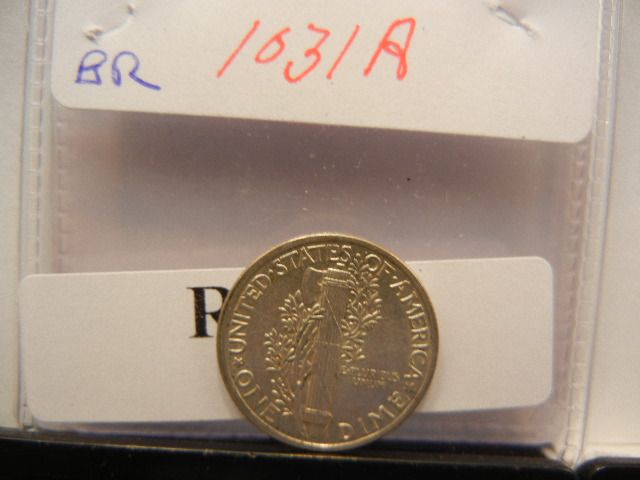 BR 1031A
R
UNITED·STATES·OF·AMERICA
E·PLURIBUS
UNUM
ONE DIME